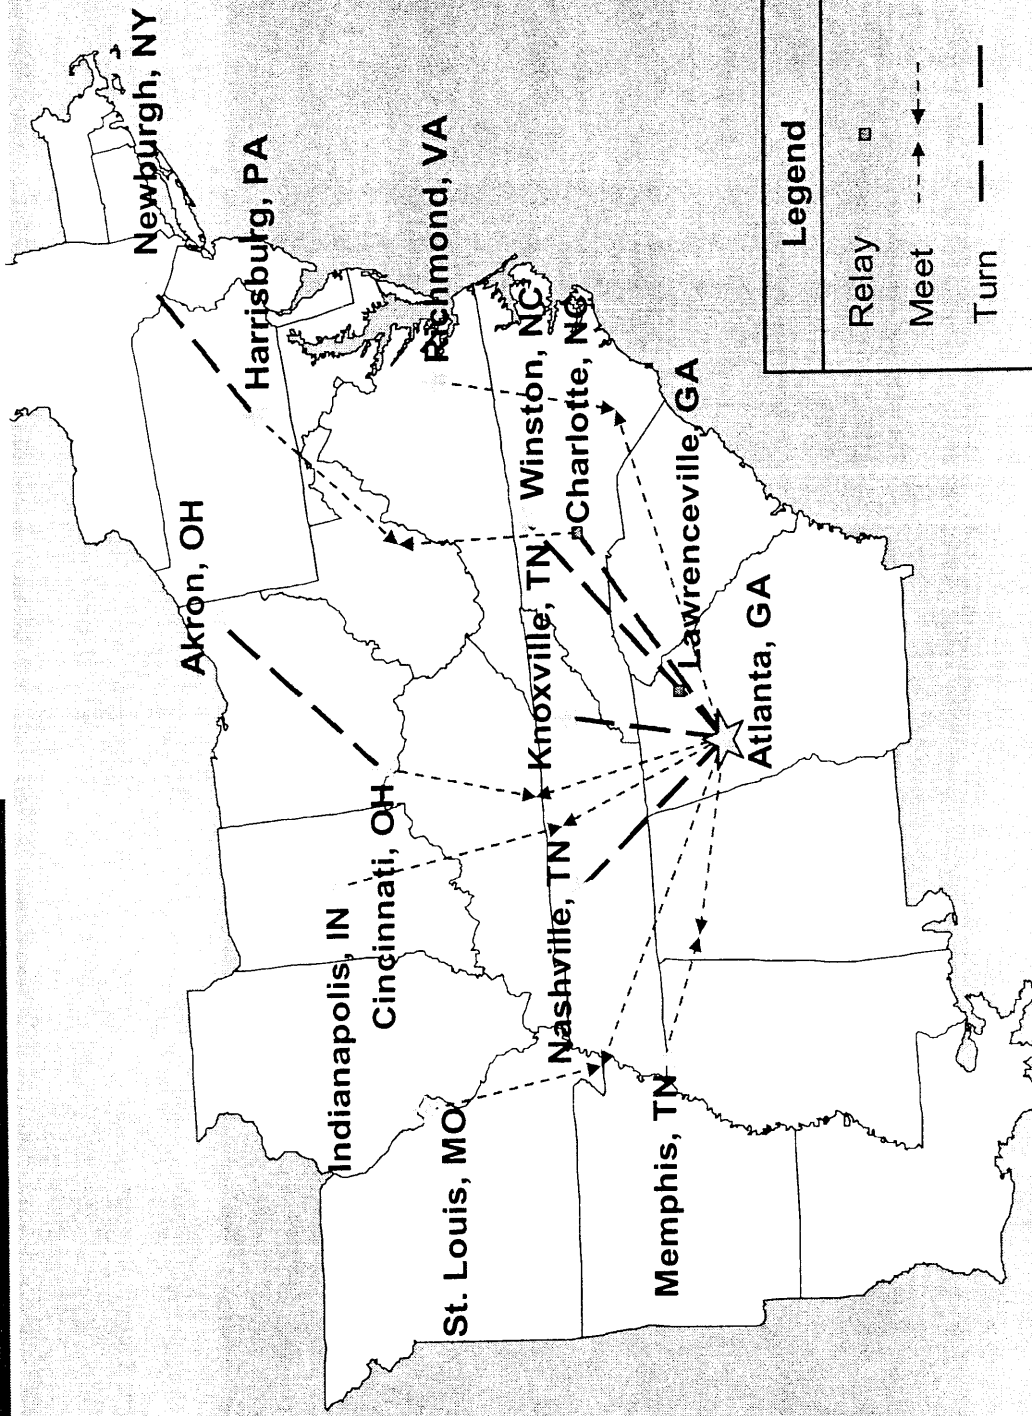 Newburgh, NY
Harrisburg, PA
Akron, OH
Richmond, VA
Indianapolis, IN
Cincinnati, OH
St. Louis, MO
Winston, NC
Knoxville, TN
Charlotte, NC
Nashville, TN
Lawrenceville, GA
Memphis, TN
Atlanta, GA
Legend
Relay
Meet
Turn